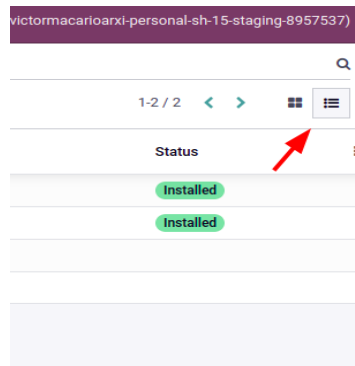 victormacarioarxi-personal-sh-15-staging-8957537)
1-2 / 2
Status
Installed
Installed